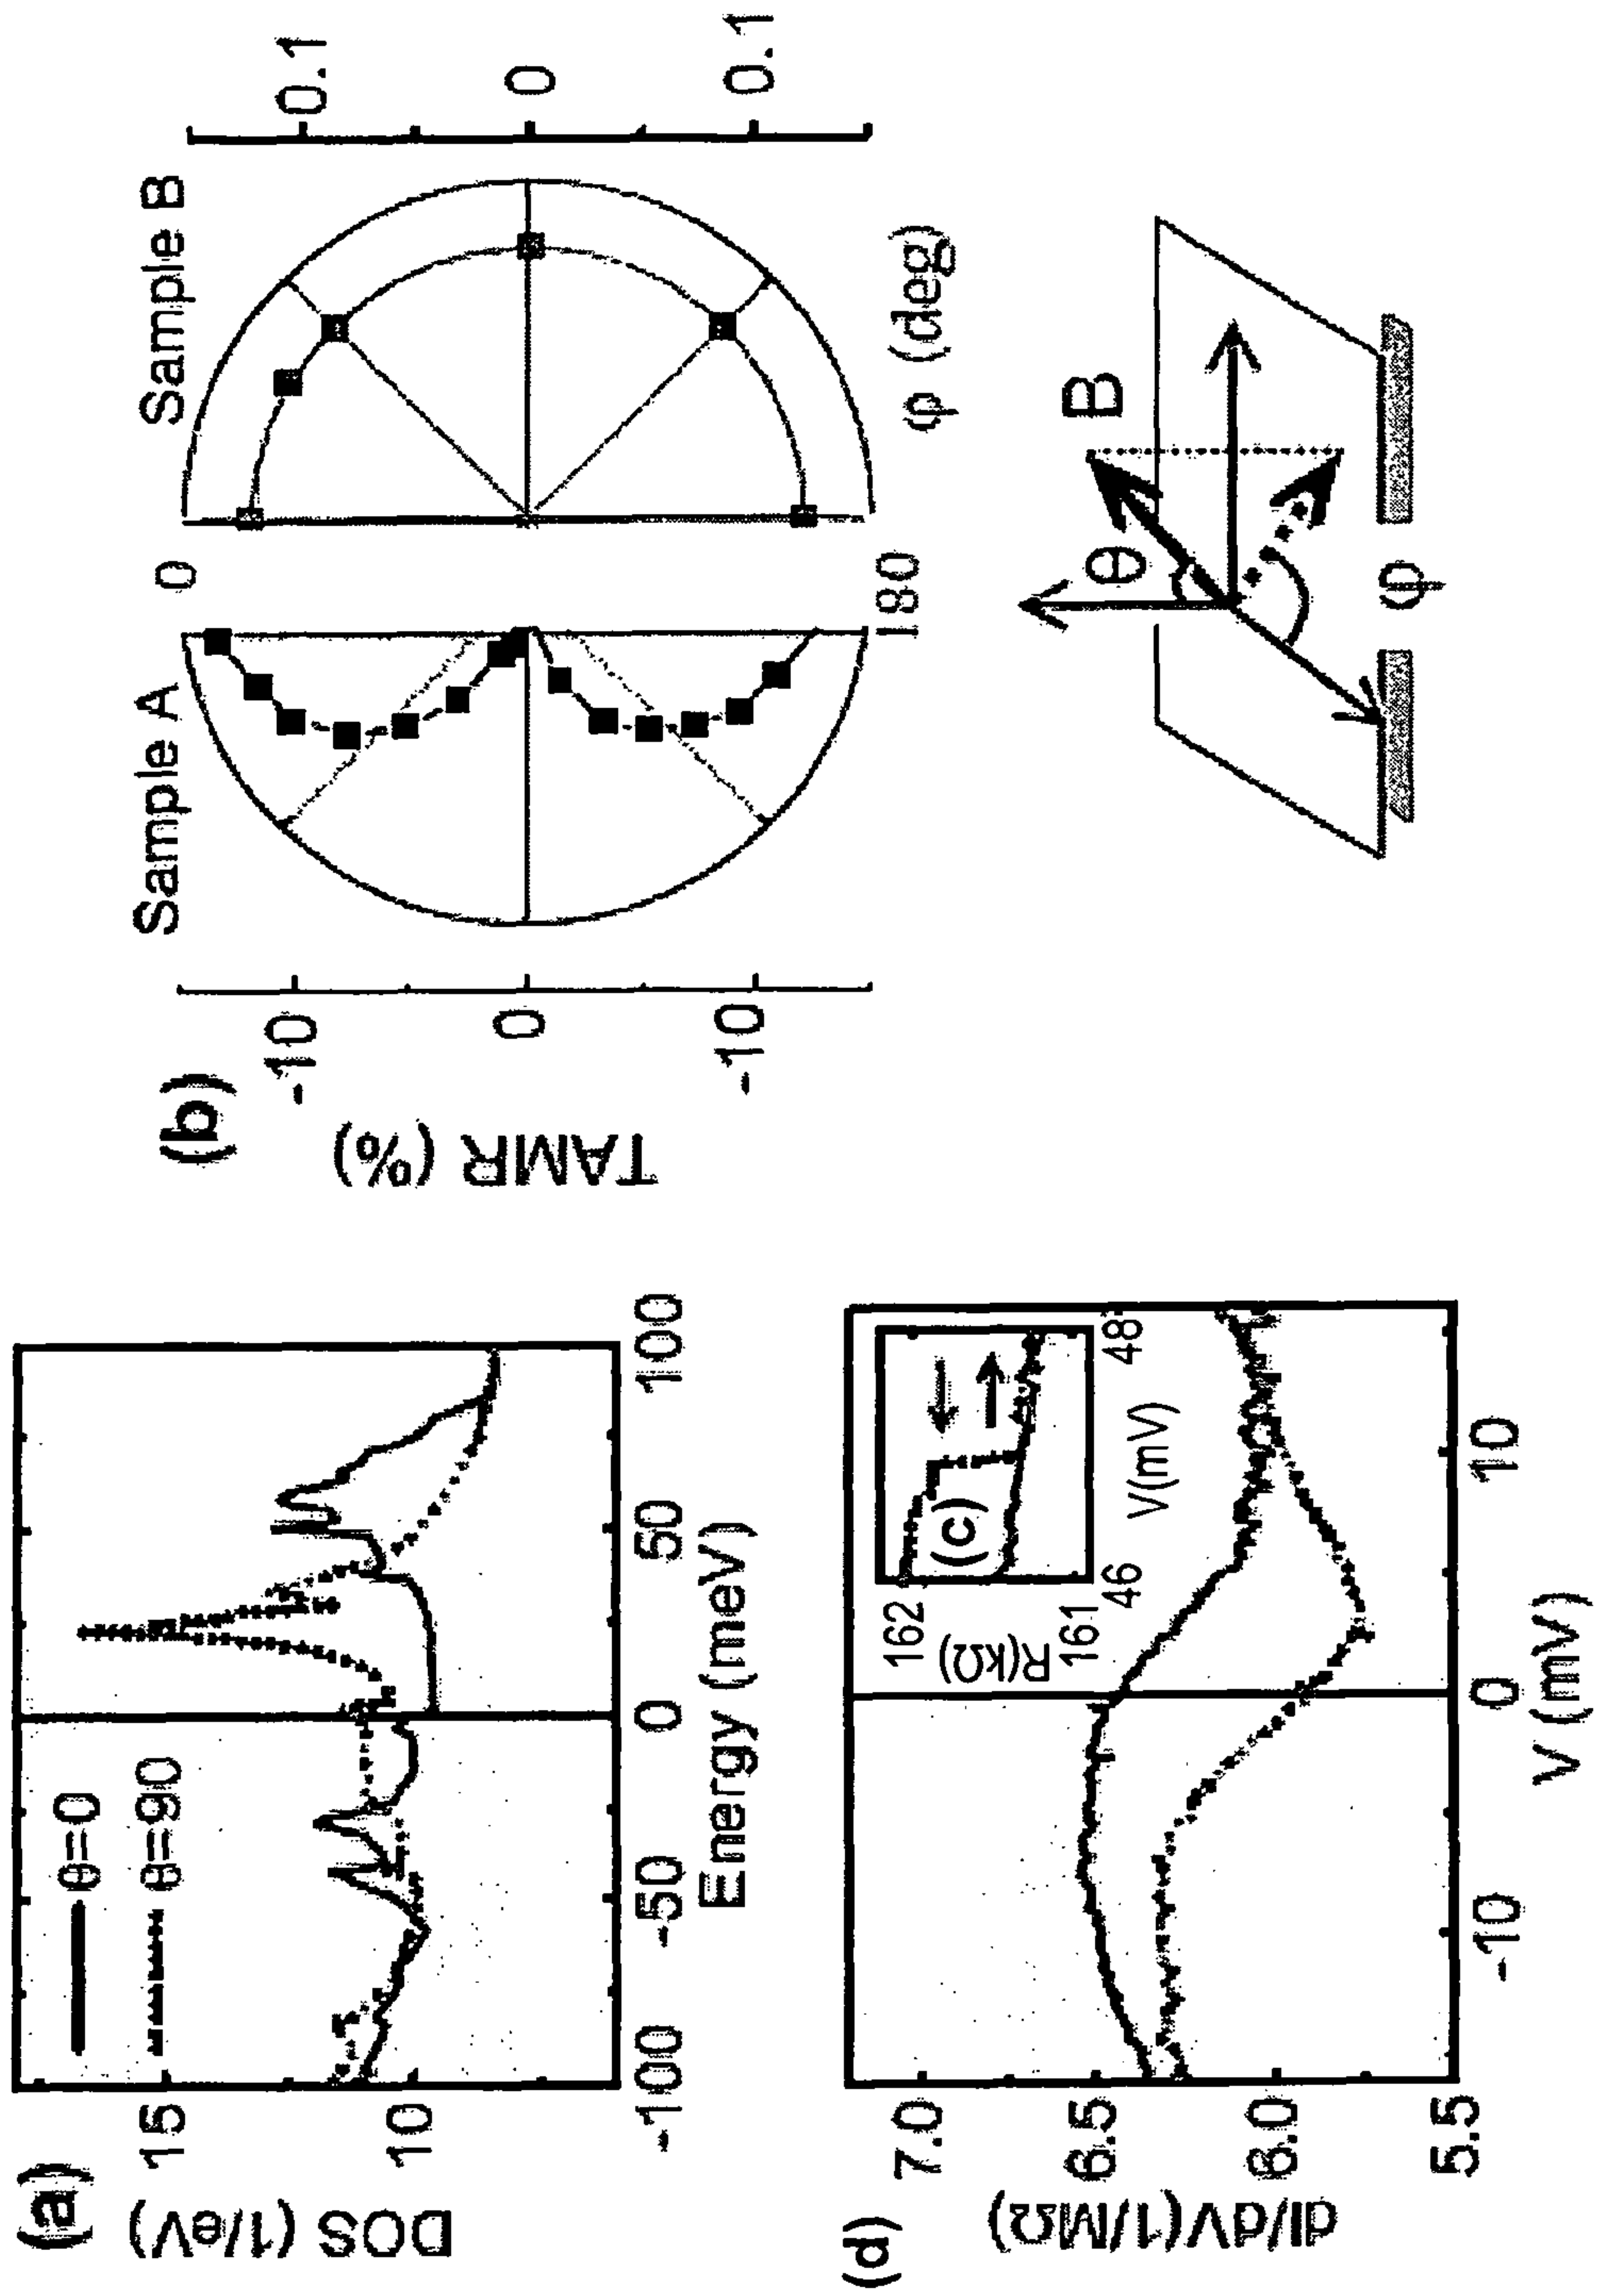 (a)
θ=0
θ=90
15
10
DOS (1/eV)
-100
-50
0
50
100
Energy (meV)
(b)
Sample A
Sample B
0
180
-10
0
-10
TAMR (%)
0.1
0
0.1
φ (deg)
θ
B
φ
(d)
7.0
6.5
6.0
5.5
dI/dV(1/MΩ)
-10
0
10
V (mV)
(c)
162
161
R(kΩ)
46
48
V(mV)